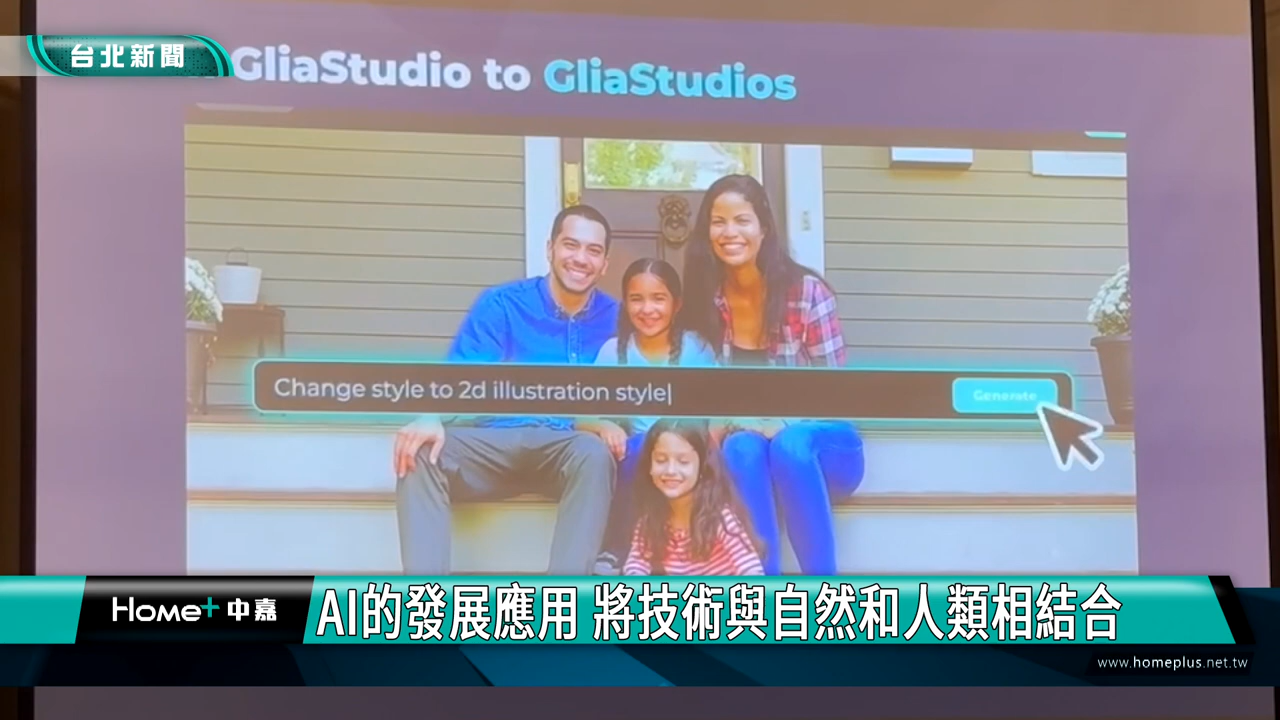 台北新聞
GliaStudio to GliaStudios
Change style to 2d illustration style
Generate
Home+中嘉
AI的發展應用 將技術與自然和人類相結合
www.homeplus.net.tw